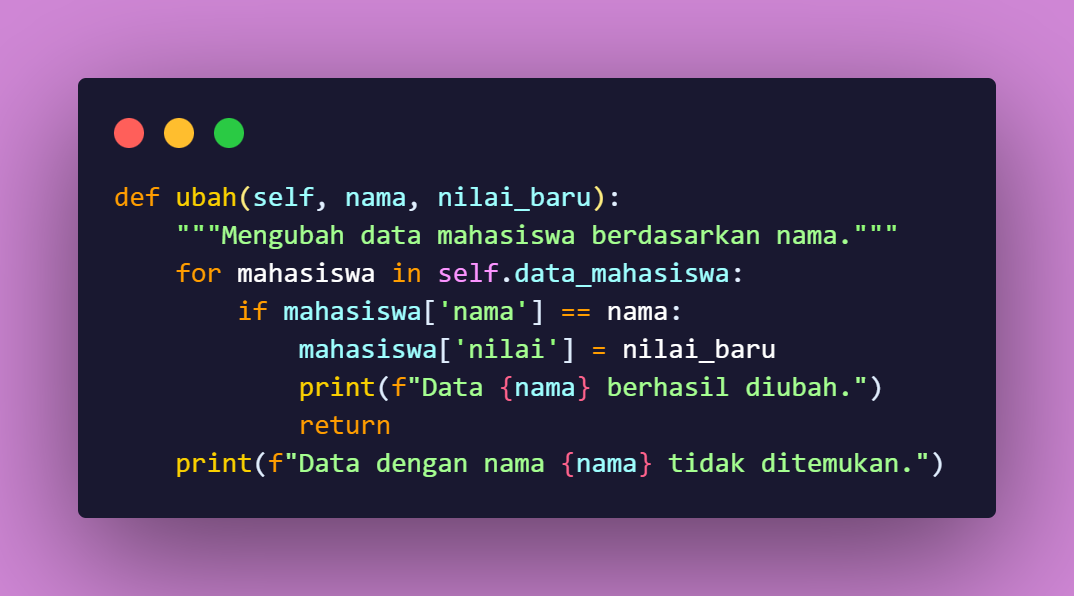 def ubah(self, nama, nilai_baru):
    """Mengubah data mahasiswa berdasarkan nama."""
    for mahasiswa in self.data_mahasiswa:
        if mahasiswa['nama'] == nama:
            mahasiswa['nilai'] = nilai_baru
            print(f"Data {nama} berhasil diubah.")
            return
    print(f"Data dengan nama {nama} tidak ditemukan.")